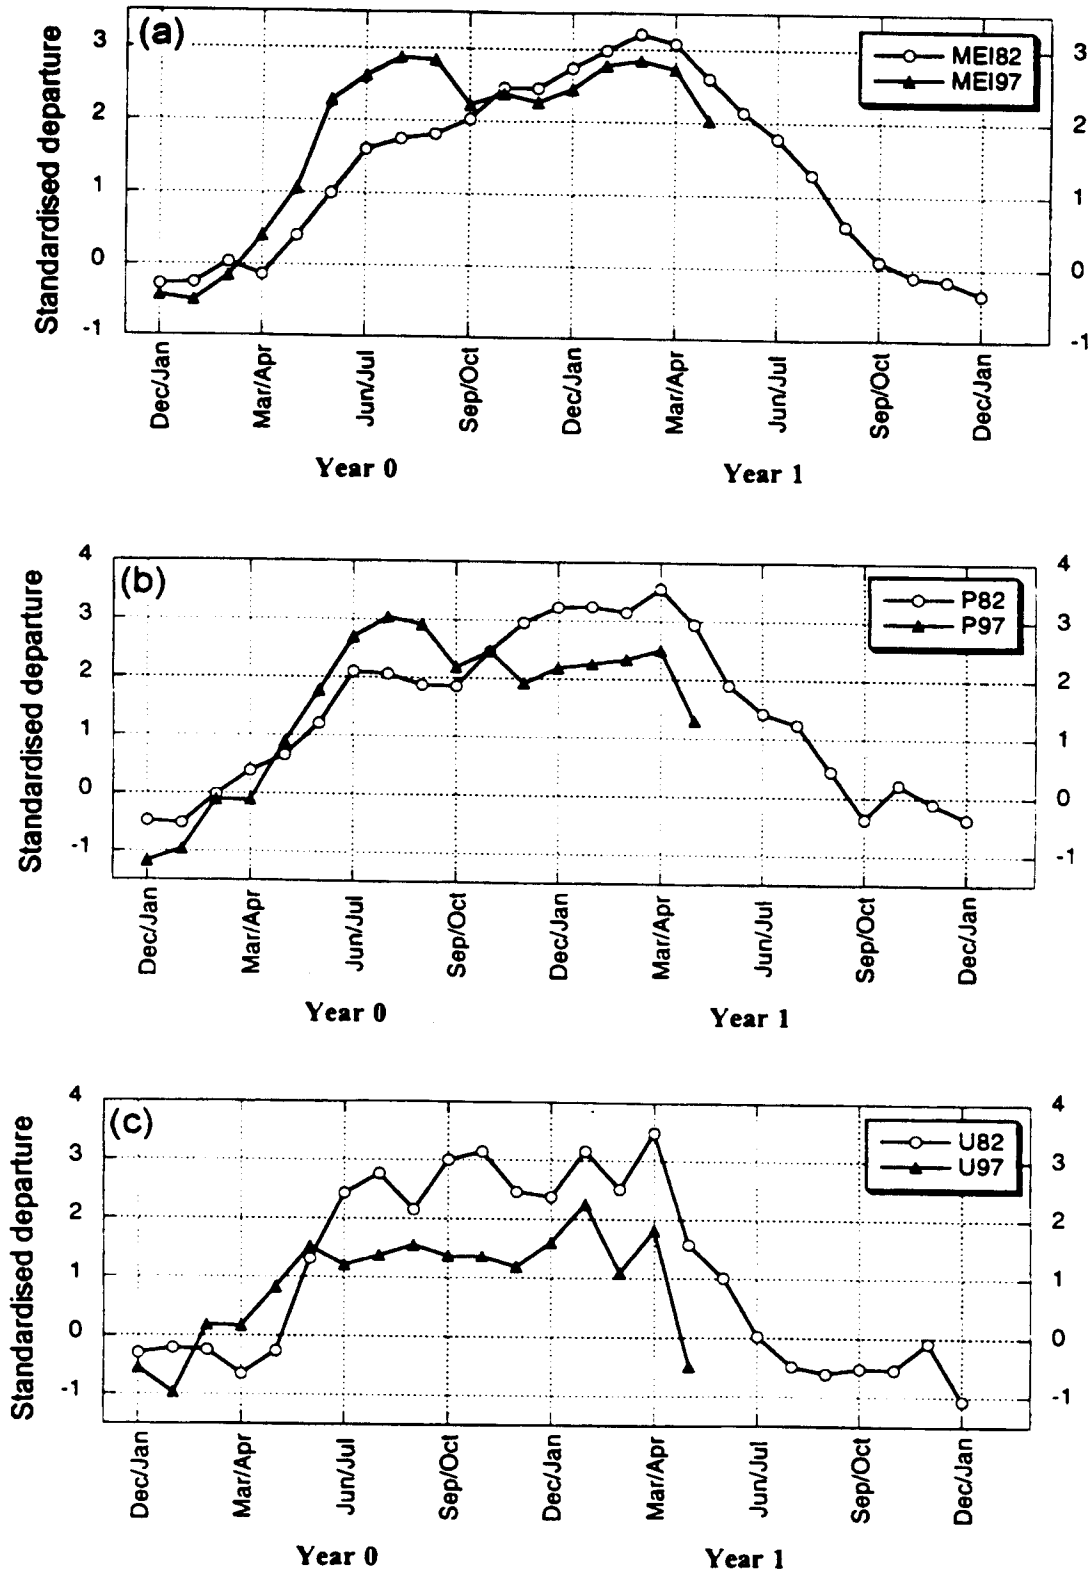 (a)
MEI82
MEI97
Standardised departure
3
2
1
0
-1
3
2
1
0
-1
Dec/Jan
Mar/Apr
Jun/Jul
Sep/Oct
Dec/Jan
Mar/Apr
Jun/Jul
Sep/Oct
Dec/Jan
Year 0
Year 1
(b)
P82
P97
Standardised departure
4
3
2
1
0
-1
4
3
2
1
0
-1
Dec/Jan
Mar/Apr
Jun/Jul
Sep/Oct
Dec/Jan
Mar/Apr
Jun/Jul
Sep/Oct
Dec/Jan
Year 0
Year 1
(c)
U82
U97
Standardised departure
4
3
2
1
0
-1
4
3
2
1
0
-1
Dec/Jan
Mar/Apr
Jun/Jul
Sep/Oct
Dec/Jan
Mar/Apr
Jun/Jul
Sep/Oct
Dec/Jan
Year 0
Year 1